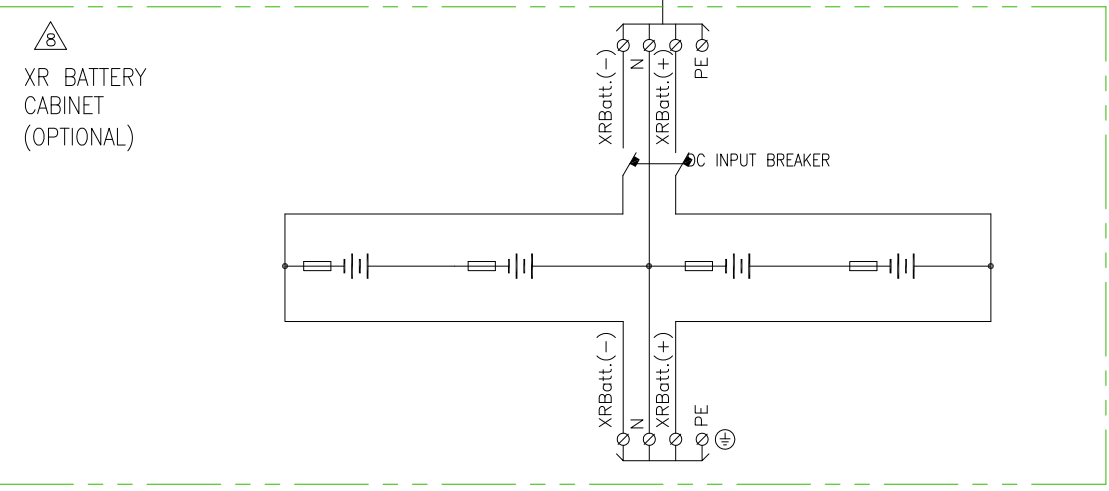 8
XR BATTERY
CABINET
(OPTIONAL)
XRBatt.(−)
N
XRBatt.(+)
PE
DC INPUT BREAKER
XRBatt.(−)
N
XRBatt.(+)
PE